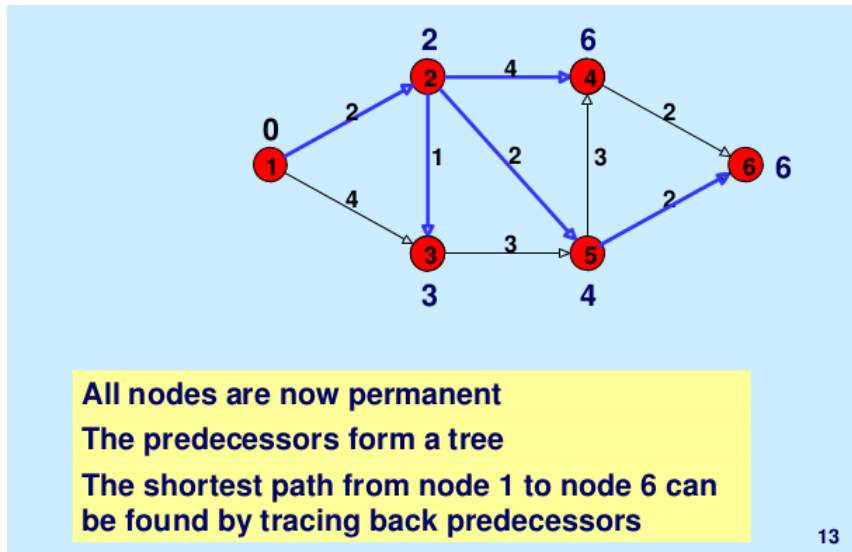 2 6
2 4 4
2 2
0
1 1 2 3 6 6
4 2
3 3 5
3 4
All nodes are now permanent
The predecessors form a tree
The shortest path from node 1 to node 6 can
be found by tracing back predecessors
13